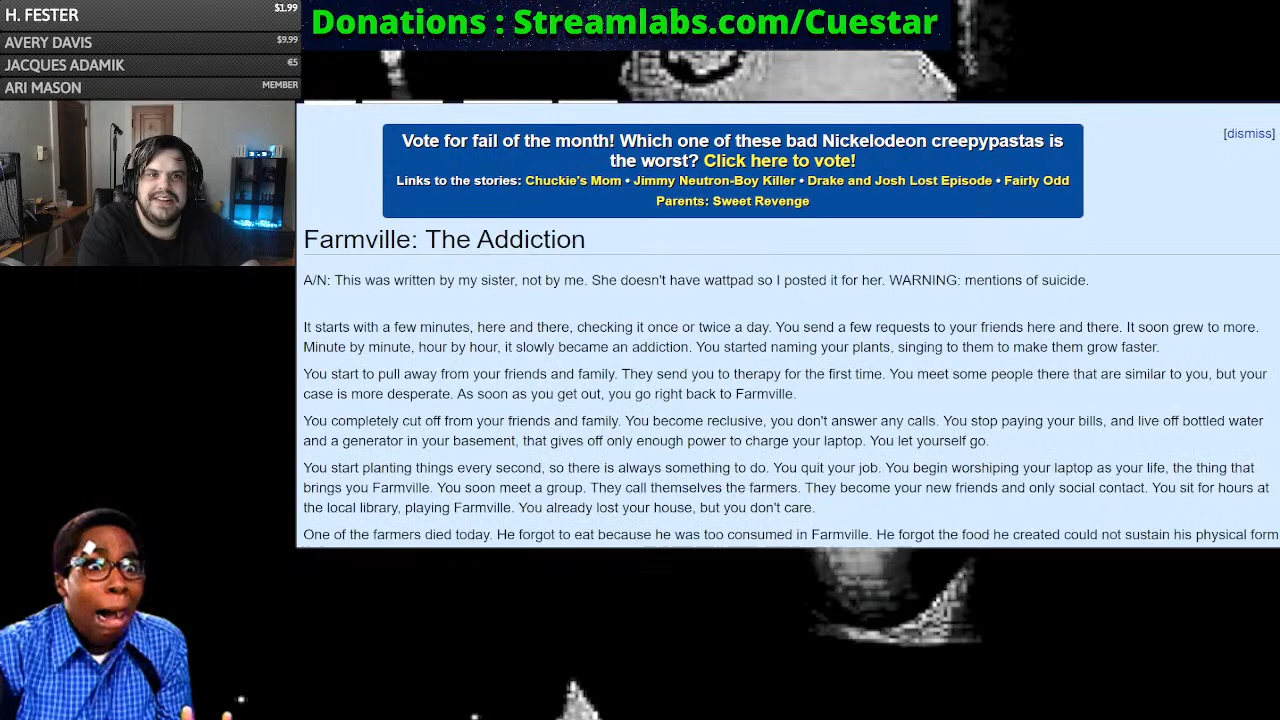 H. FESTER $1.99
AVERY DAVIS $9.99
JACQUES ADAMIK €5
ARI MASON MEMBER
Donations : Streamlabs.com/Cuestar
Vote for fail of the month! Which one of these bad Nickelodeon creepypastas is
the worst? Click here to vote!
[dismiss]
Links to the stories: Chuckie's Mom • Jimmy Neutron-Boy Killer • Drake and Josh Lost Episode • Fairly Odd
Parents: Sweet Revenge
Farmville: The Addiction
A/N: This was written by my sister, not by me. She doesn't have wattpad so I posted it for her. WARNING: mentions of suicide.
It starts with a few minutes, here and there, checking it once or twice a day. You send a few requests to your friends here and there. It soon grew to more.
Minute by minute, hour by hour, it slowly became an addiction. You started naming your plants, singing to them to make them grow faster.
You start to pull away from your friends and family. They send you to therapy for the first time. You meet some people there that are similar to you, but your
case is more desperate. As soon as you get out, you go right back to Farmville.
You completely cut off from your friends and family. You become reclusive, you don't answer any calls. You stop paying your bills, and live off bottled water
and a generator in your basement, that gives off only enough power to charge your laptop. You let yourself go.
You start planting things every second, so there is always something to do. You quit your job. You begin worshiping your laptop as your life, the thing that
brings you Farmville. You soon meet a group. They call themselves the farmers. They become your new friends and only social contact. You sit for hours at
the local library, playing Farmville. You already lost your house, but you don't care.
One of the farmers died today. He forgot to eat because he was too consumed in Farmville. He forgot the food he created could not sustain his physical form